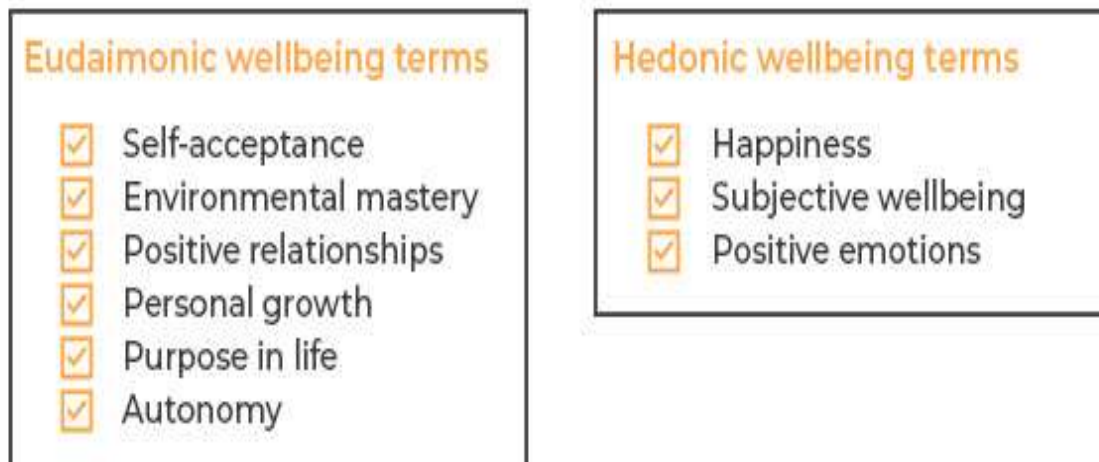 Eudaimonic wellbeing terms
Self-acceptance
Environmental mastery
Positive relationships
Personal growth
Purpose in life
Autonomy
Hedonic wellbeing terms
Happiness
Subjective wellbeing
Positive emotions